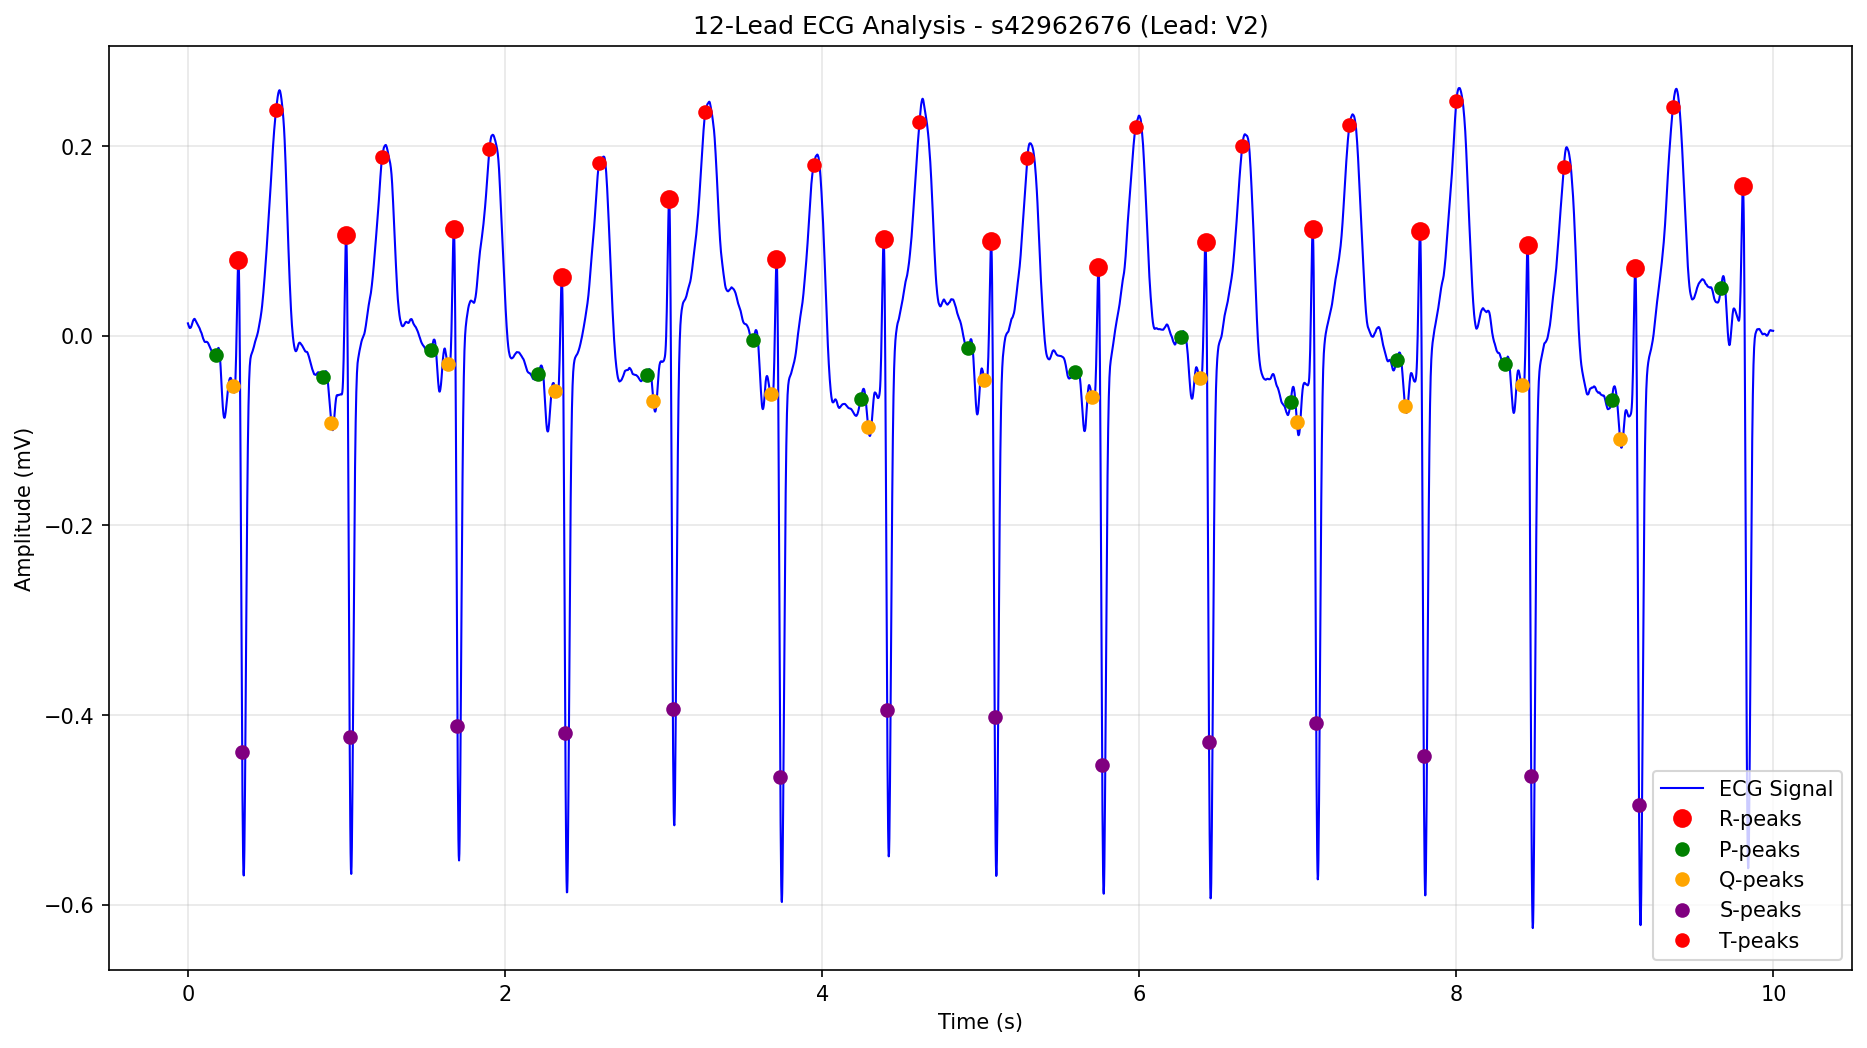 12-Lead ECG Analysis - s42962676 (Lead: V2)
Amplitude (mV)
0.2
0.0
−0.2
−0.4
−0.6
ECG Signal
R-peaks
P-peaks
Q-peaks
S-peaks
T-peaks
0 2 4 6 8 10
Time (s)